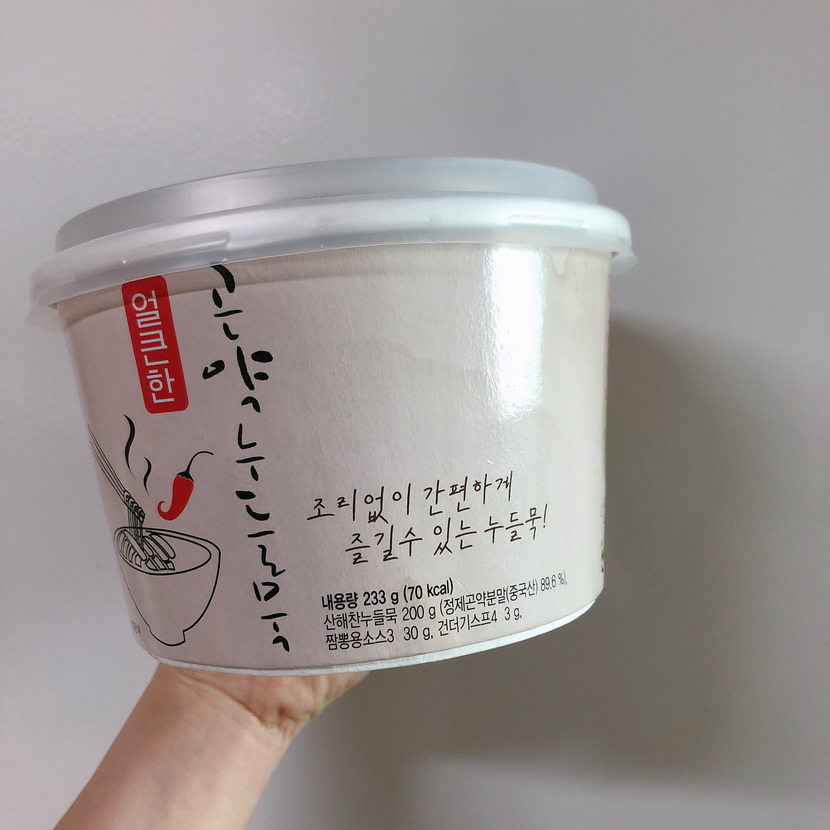 얼큰한
곤약누들묵
조리없이 간편하게
즐길수 있는 누들묵!
내용량 233 g (70 kcal)
산해찬누들묵 200 g (정제곤약분말(중국산) 89.6 %),
짬뽕용소스3 30 g, 건더기스프4 3 g,